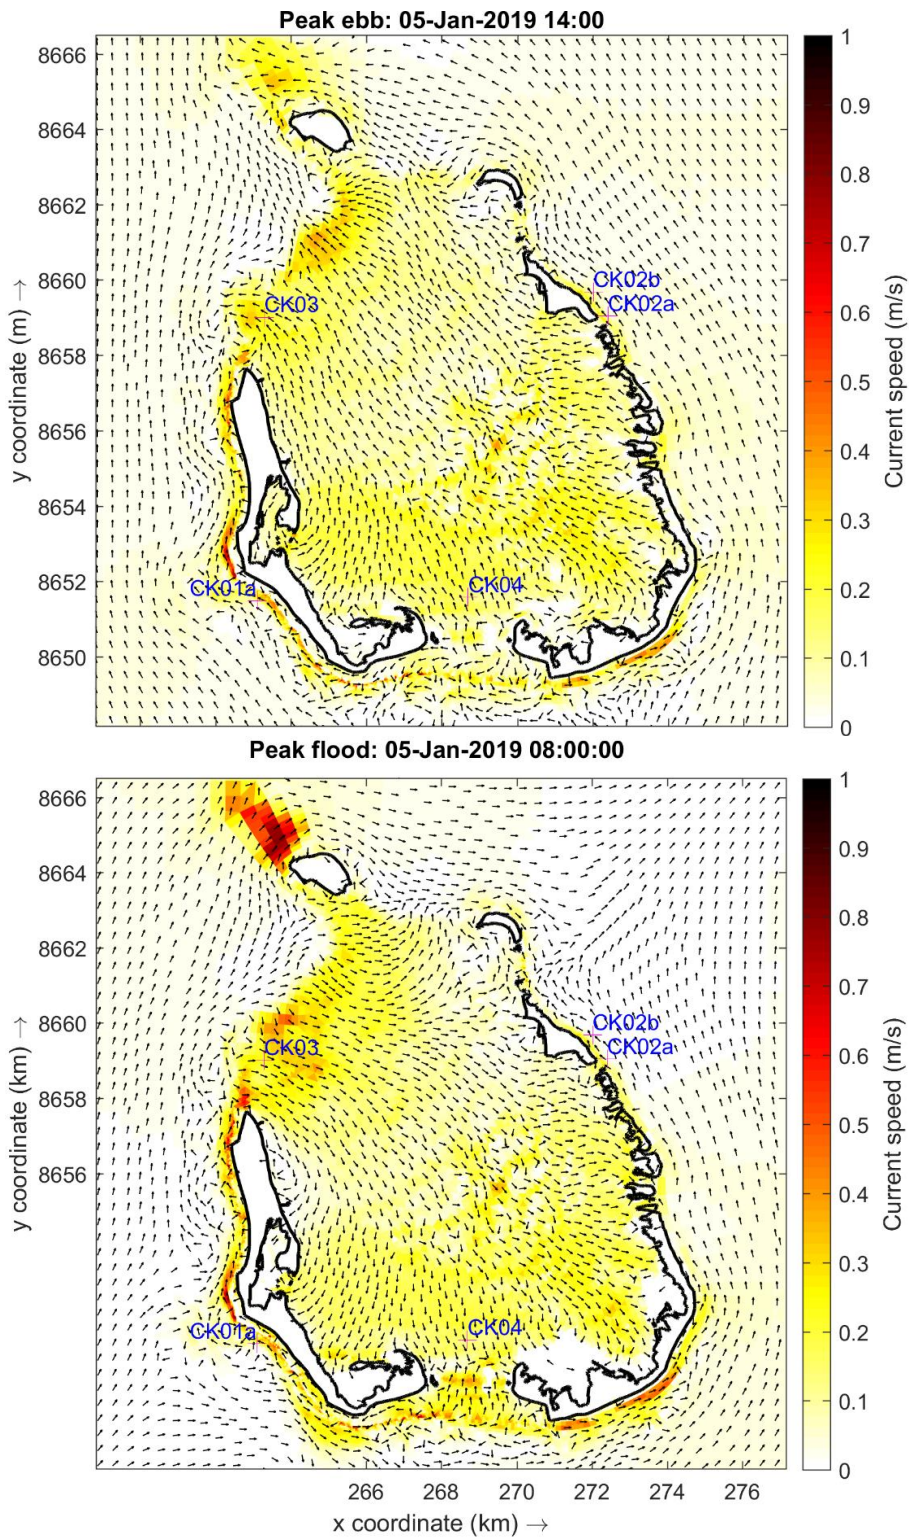 Peak ebb: 05-Jan-2019 14:00
8666
8664
8662
8660
8658
8656
8654
8652
8650
y coordinate (m) →
CK02b
CK02a
CK03
CK01a
CK04
1
0.9
0.8
0.7
0.6
0.5
0.4
0.3
0.2
0.1
0
Current speed (m/s)
Peak flood: 05-Jan-2019 08:00:00
8666
8664
8662
8660
8658
8656
y coordinate (km) →
CK02b
CK02a
CK03
CK01a
CK04
1
0.9
0.8
0.7
0.6
0.5
0.4
0.3
0.2
0.1
0
Current speed (m/s)
266 268 270 272 274 276
x coordinate (km) →